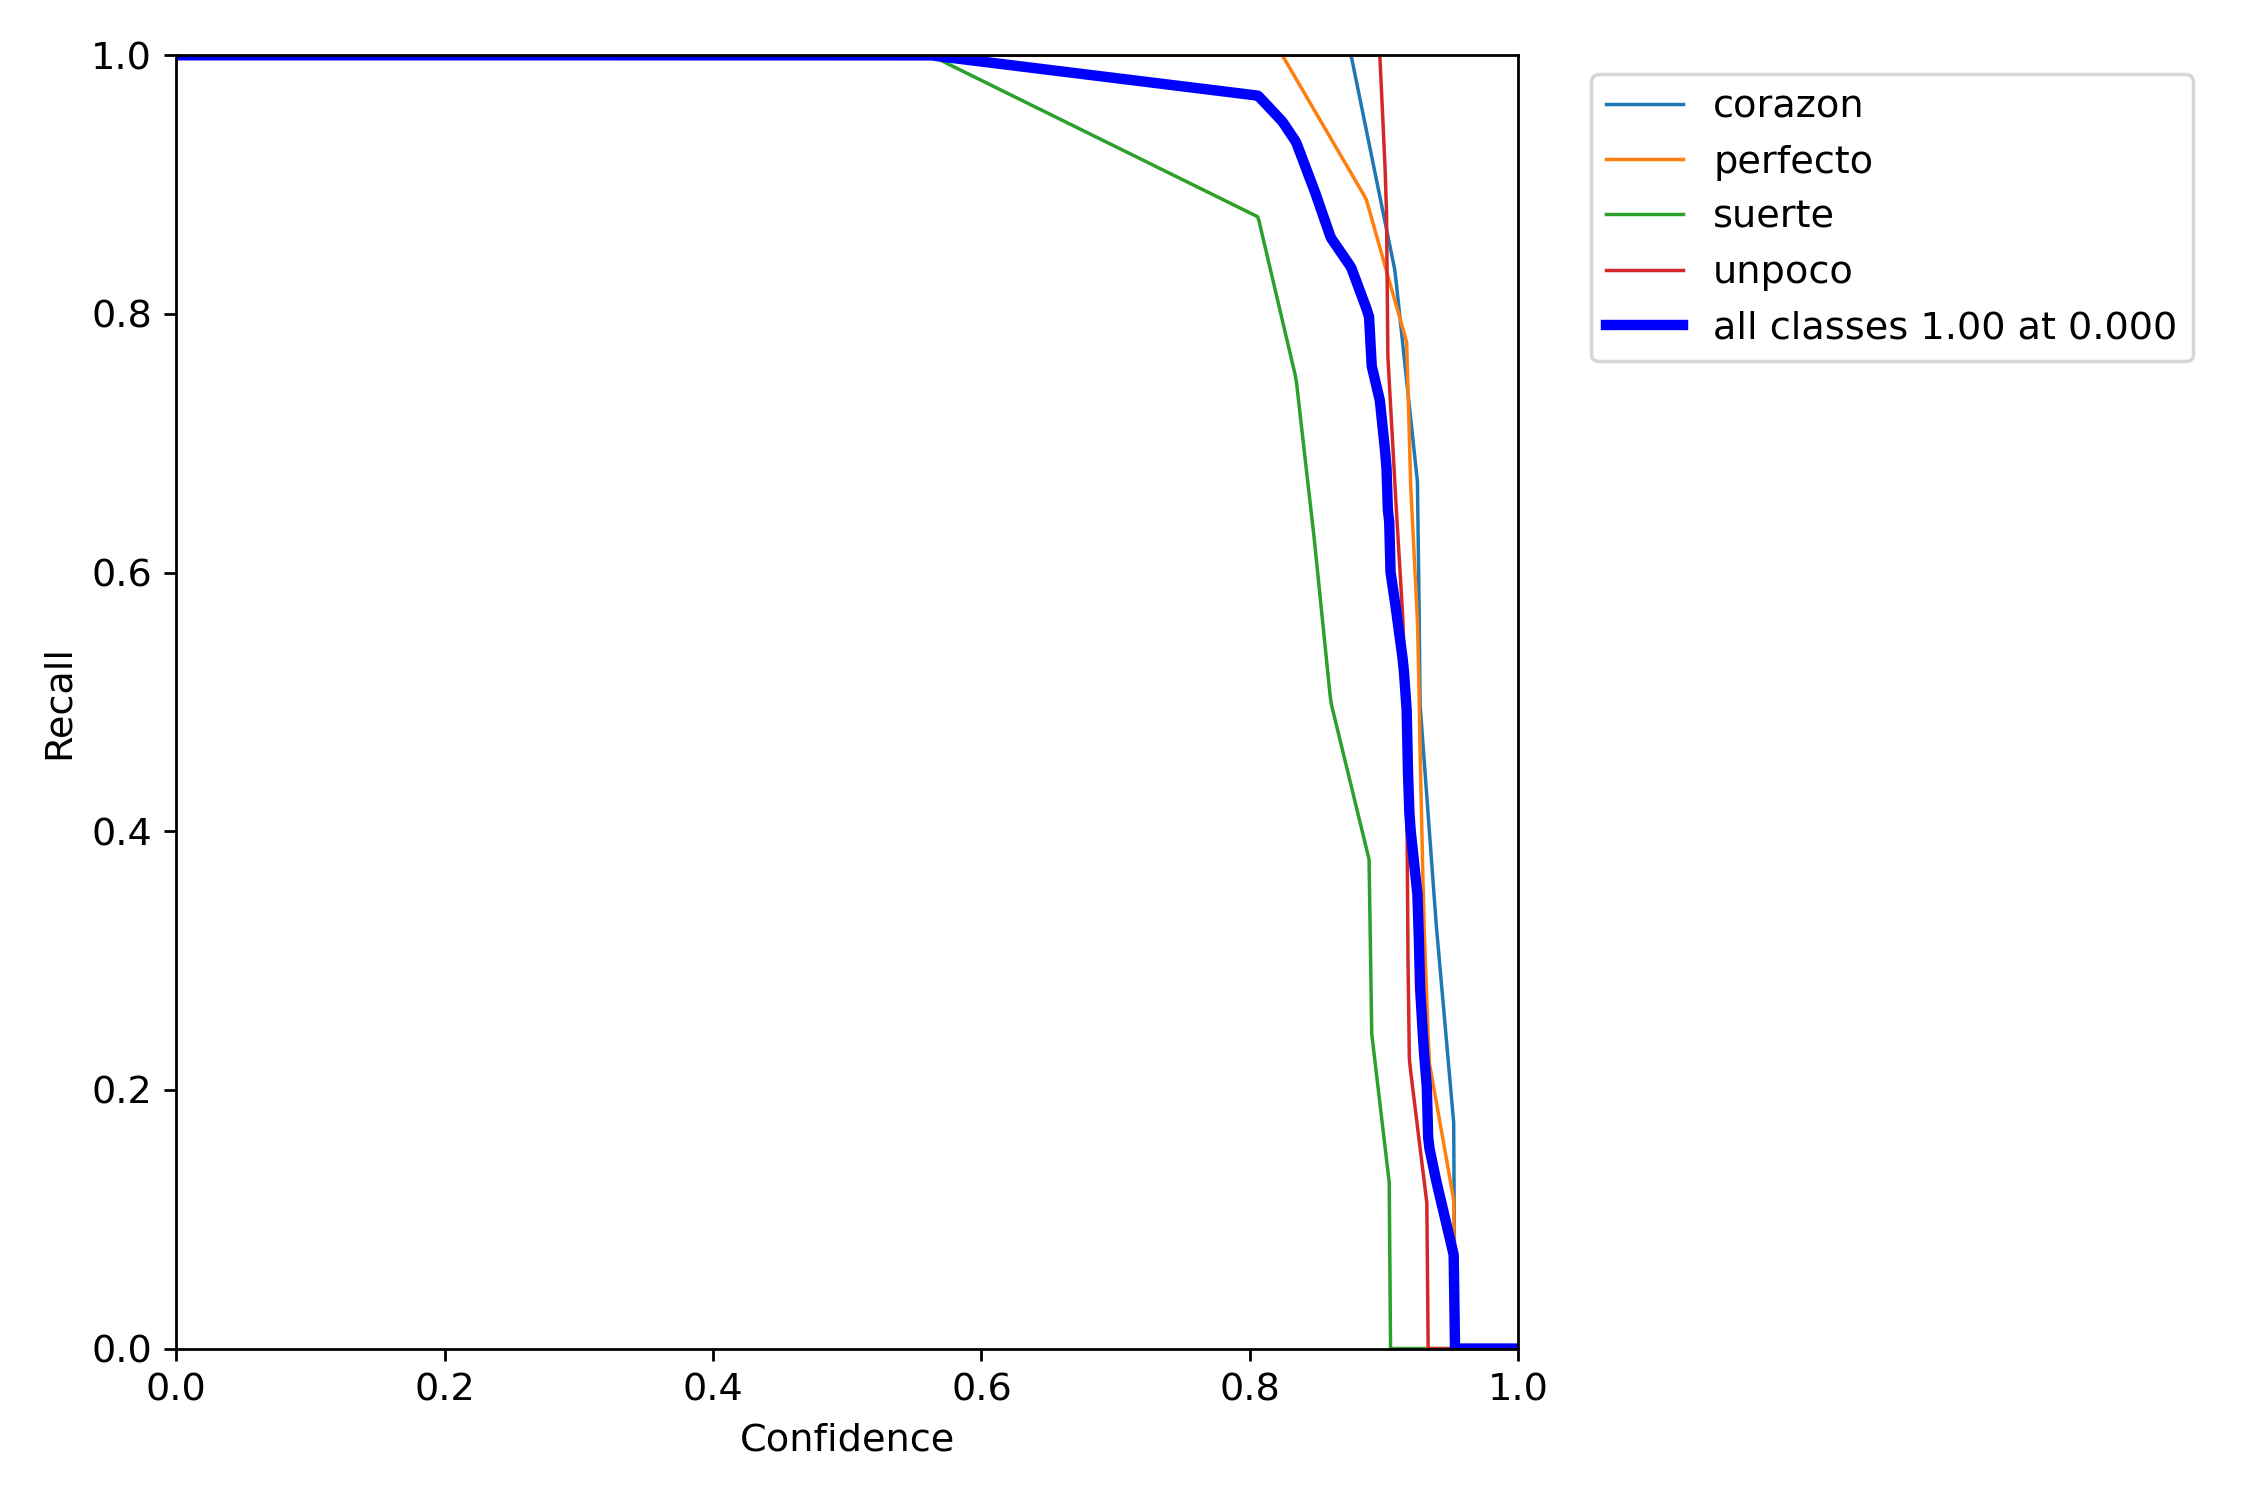 1.0
0.8
0.6
0.4
0.2
0.0
Recall
0.0 0.2 0.4 0.6 0.8 1.0
Confidence
corazon
perfecto
suerte
unpoco
all classes 1.00 at 0.000